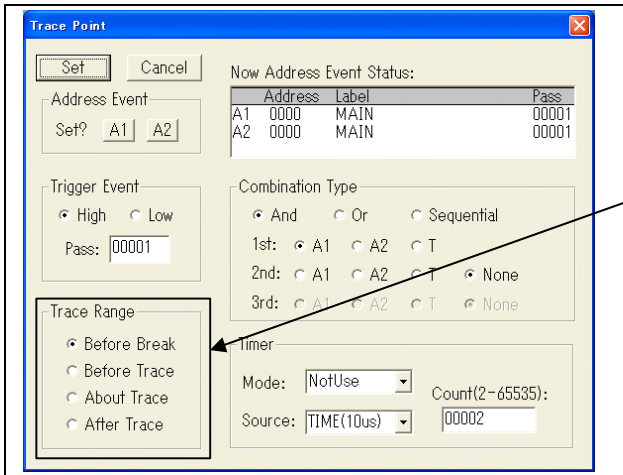 Trace Point
Set Cancel
Address Event
Set? A1 A2
Now Address Event Status:
Address Label Pass
A1 0000 MAIN 00001
A2 0000 MAIN 00001
Trigger Event
High Low
Pass: 00001
Combination Type
And Or Sequential
1st: A1 A2 T
2nd: A1 A2 T None
3rd: A1 A2 T None
Trace Range
Before Break
Before Trace
About Trace
After Trace
Timer
Mode: NotUse
Count(2-65535):
Source: TIME(10us) 00002